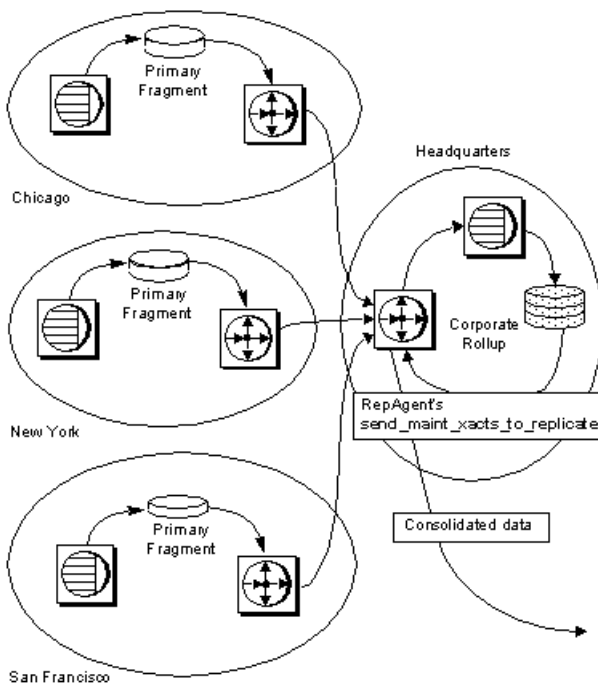 Primary
Fragment
Chicago
Headquarters
Primary
Fragment
Corporate
Rollup
New York
RepAgent's
send_maint_xacts_to_replicate
Primary
Fragment
Consolidated data
San Francisco